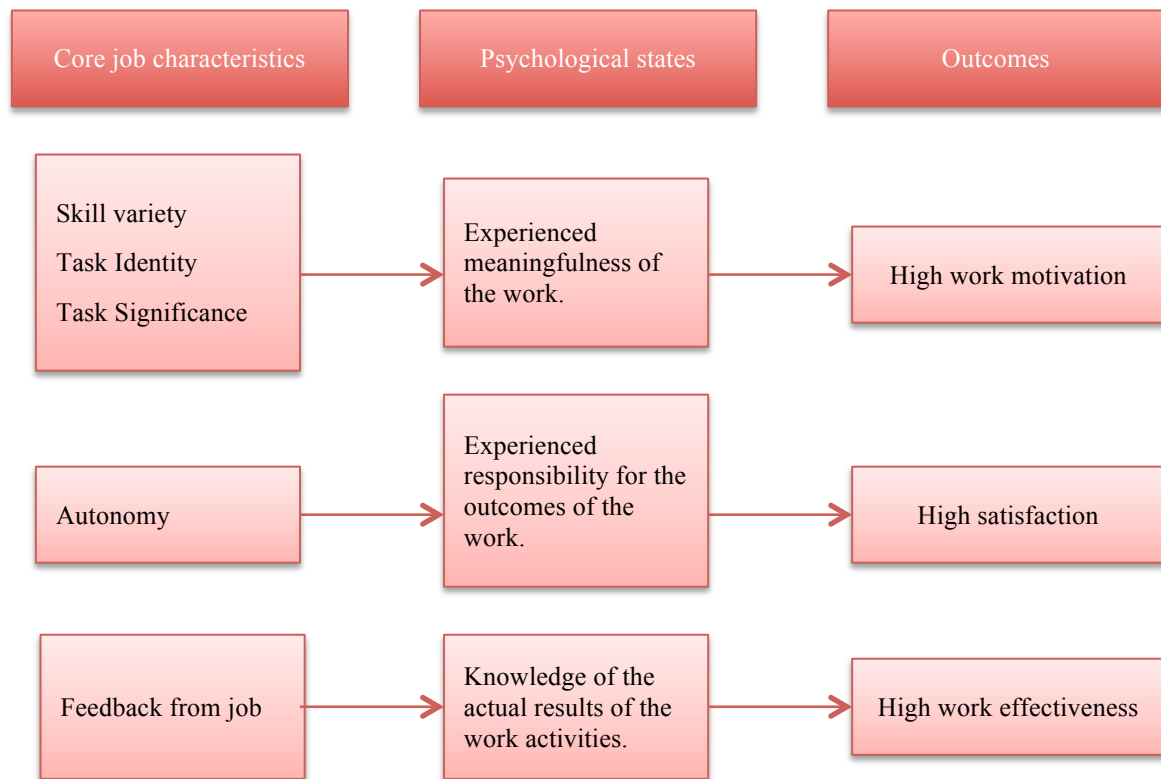 Core job characteristics
Psychological states
Outcomes
Skill variety
Task Identity
Task Significance
Experienced
meaningfulness of
the work.
High work motivation
Autonomy
Experienced
responsibility for the
outcomes of the
work.
High satisfaction
Feedback from job
Knowledge of the
actual results of the
work activities.
High work effectiveness